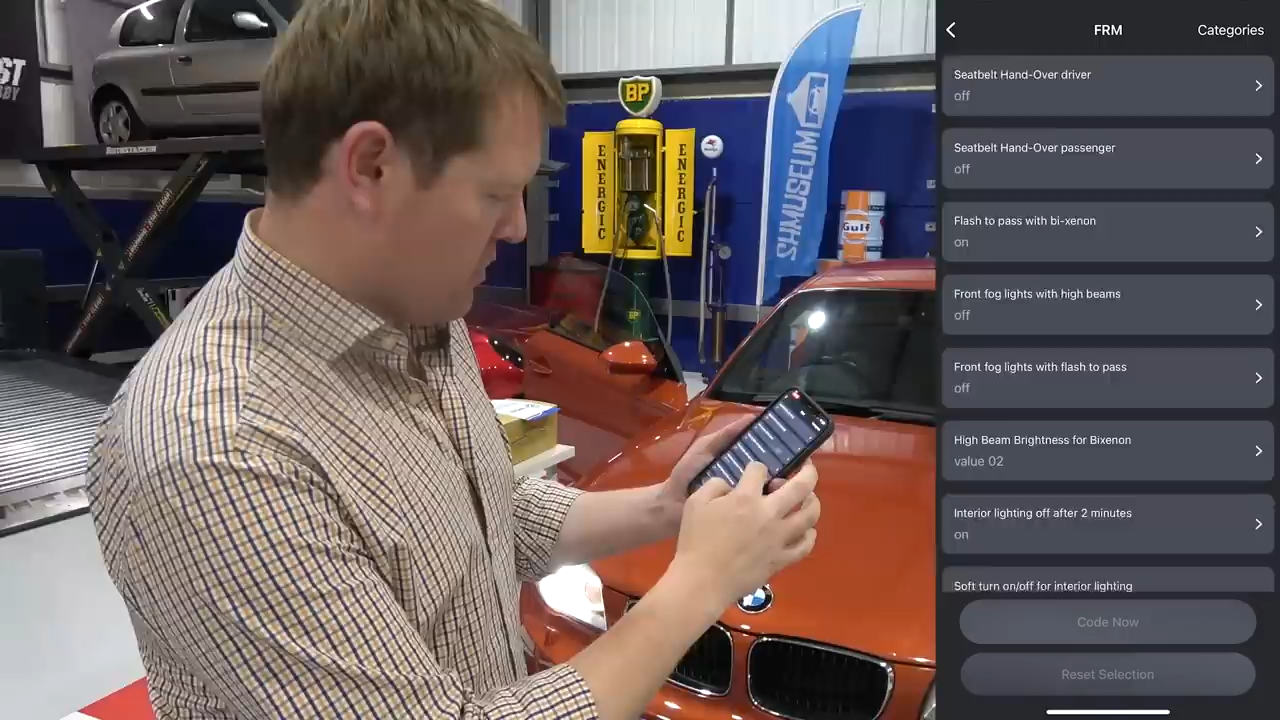 BP
ENERGIC
ENERGIC
SHMUSEUM
Gulf
BP
FRM
Categories
Seatbelt Hand-Over driver
off
Seatbelt Hand-Over passenger
off
Flash to pass with bi-xenon
on
Front fog lights with high beams
off
Front fog lights with flash to pass
off
High Beam Brightness for Bixenon
value 02
Interior lighting off after 2 minutes
on
Soft turn on/off for interior lighting
Code Now
Reset Selection